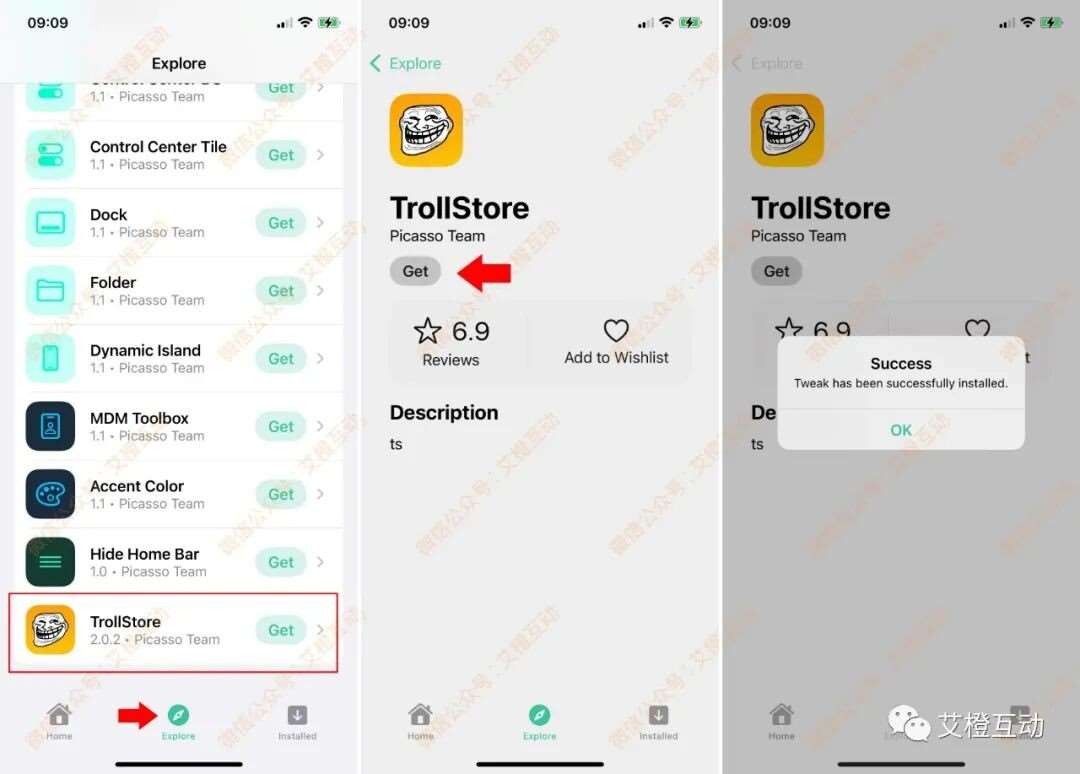 09:09
Explore
1.1 • Picasso Team
Get
Control Center Tile
1.1 • Picasso Team
Get
Dock
1.1 • Picasso Team
Get
Folder
1.1 • Picasso Team
Get
Dynamic Island
1.1 • Picasso Team
Get
MDM Toolbox
1.1 • Picasso Team
Get
Accent Color
1.1 • Picasso Team
Get
Hide Home Bar
1.0 • Picasso Team
Get
TrollStore
2.0.2 • Picasso Team
Get
Home
Explore
Installed
09:09
Explore
TrollStore
Picasso Team
Get
6.9
Reviews
Add to Wishlist
Description
ts
Home
Explore
Installed
09:09
Explore
TrollStore
Picasso Team
Get
6.9
Success
Tweak has been successfully installed.
OK
ts
Home
艾橙互动
微信公众号：艾橙互动